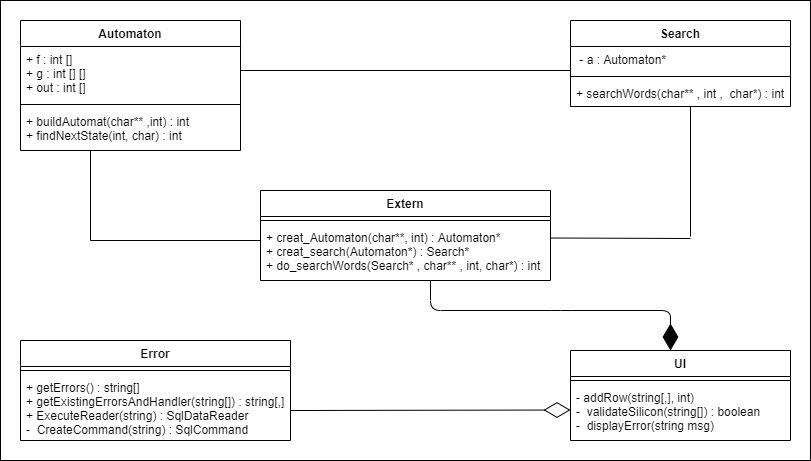 Automaton
+ f : int []
+ g : int [] []
+ out : int []
+ buildAutomat(char** ,int) : int
+ findNextState(int, char) : int
Search
- a : Automaton*
+ searchWords(char** , int ,  char*) : int
Extern
+ creat_Automaton(char**, int) : Automaton*
+ creat_search(Automaton*) : Search*
+ do_searchWords(Search* , char** , int, char*) : int
Error
+ getErrors() : string[]
+ getExistingErrorsAndHandler(string[]) : string[,]
+ ExecuteReader(string) : SqlDataReader
-  CreateCommand(string) : SqlCommand
UI
- addRow(string[,], int)
-  validateSilicon(string[]) : boolean
-  displayError(string msg)